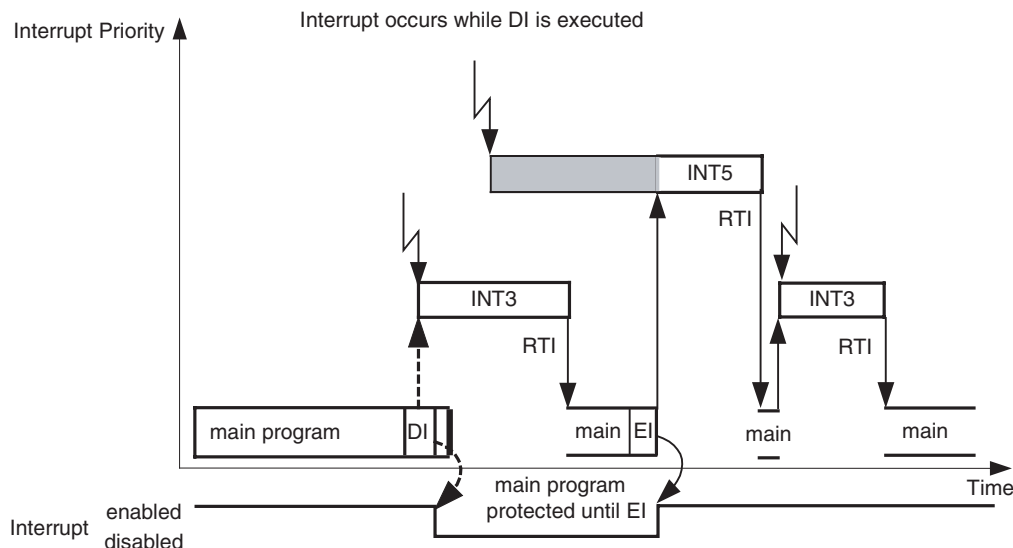 Interrupt occurs while DI is executed
Interrupt Priority
INT5
RTI
INT3
INT3
RTI
RTI
main program
DI
main
EI
main
main
main program
protected until EI
Time
Interrupt
enabled
disabled